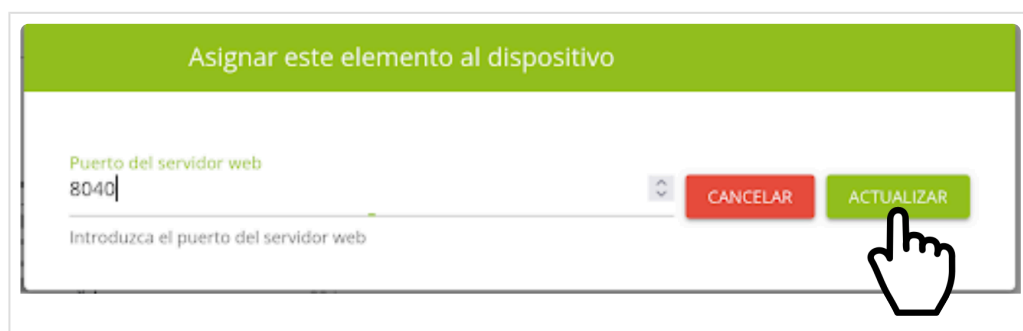 Asignar este elemento al dispositivo
Puerto del servidor web
8040
CANCELAR
ACTUALIZAR
Introduzca el puerto del servidor web